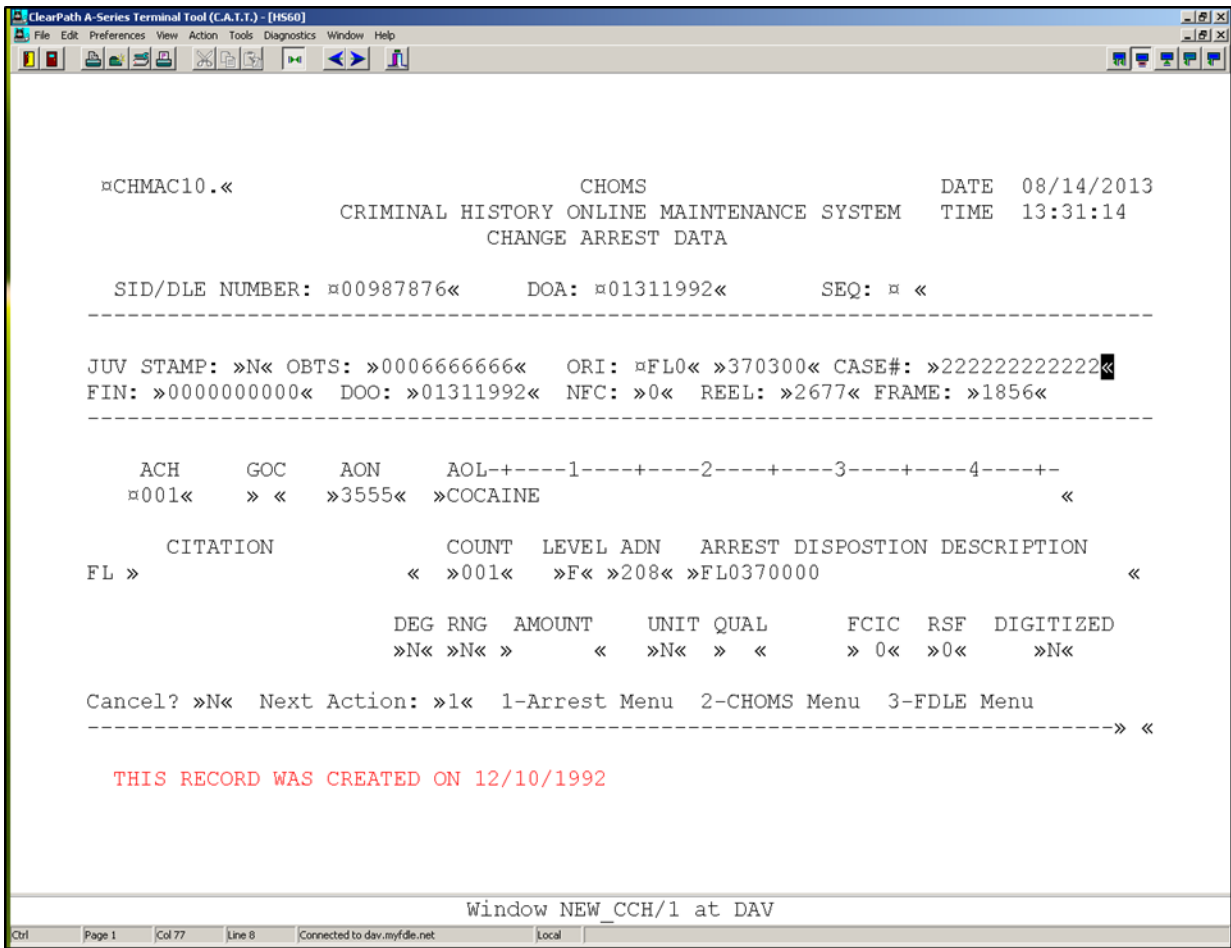 ClearPath A-Series Terminal Tool (C.A.T.T.) - [HS60]
File Edit Preferences View Action Tools Diagnostics Window Help
¤CHMAC10.« CHOMS DATE 08/14/2013
CRIMINAL HISTORY ONLINE MAINTENANCE SYSTEM TIME 13:31:14
CHANGE ARREST DATA
SID/DLE NUMBER: ¤00987876« DOA: ¤01311992« SEQ: ¤ «
--------------------------------------------------------------------------------
JUV STAMP: »N« OBTS: »0006666666« ORI: ¤FL0« »370300« CASE#: »222222222222«
FIN: »0000000000« DOO: »01311992« NFC: »0« REEL: »2677« FRAME: »1856«
--------------------------------------------------------------------------------
ACH GOC AON AOL-+----1----+----2----+----3----+----4----+-
¤001« » « »3555« »COCAINE «
CITATION COUNT LEVEL ADN ARREST DISPOSTION DESCRIPTION
FL » « »001« »F« »208« »FL0370000 «
DEG RNG AMOUNT UNIT QUAL FCIC RSF DIGITIZED
»N« »N« » « »N« » « » 0« »0« »N«
Cancel? »N« Next Action: »1« 1-Arrest Menu 2-CHOMS Menu 3-FDLE Menu
-----------------------------------------------------------------------------» «
THIS RECORD WAS CREATED ON 12/10/1992
Window NEW_CCH/1 at DAV
Ctrl Page 1 Col 77 Line 8 Connected to dav.myfdle.net Local